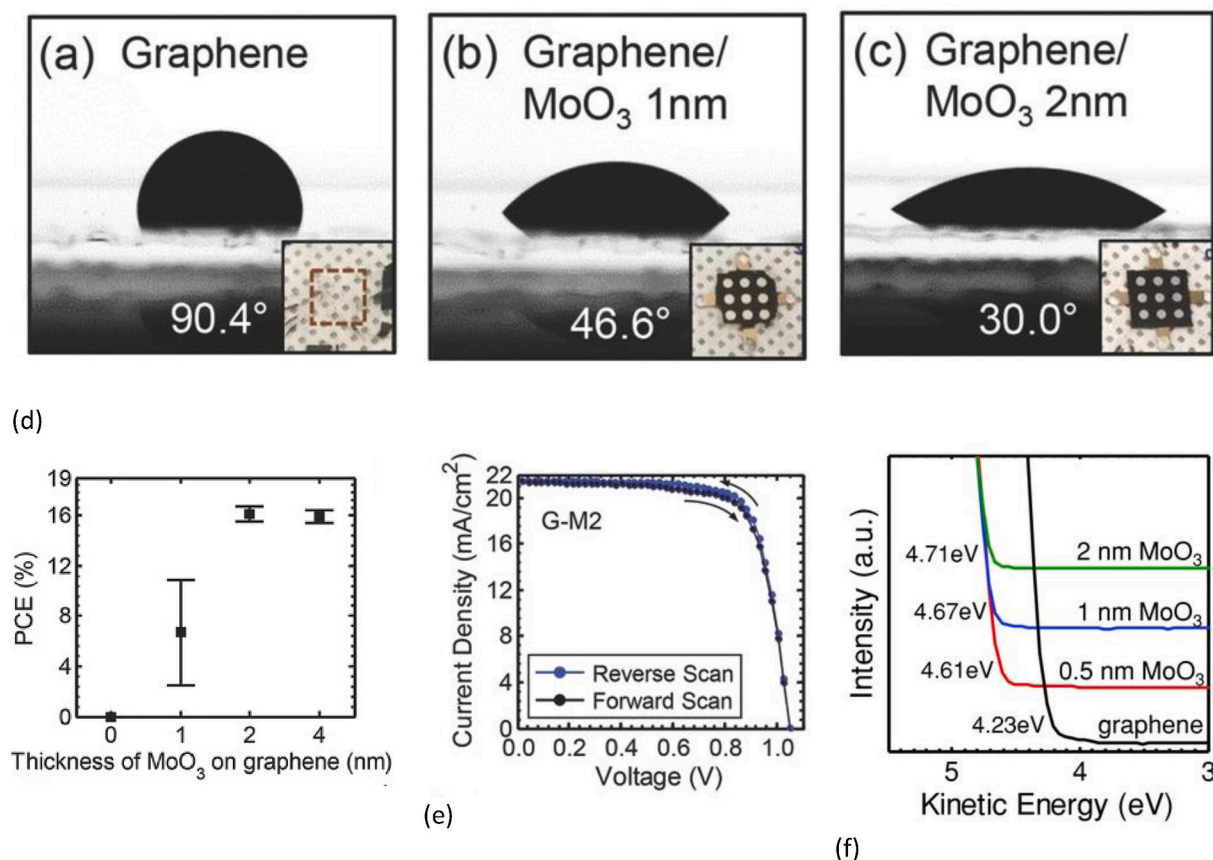 (a) Graphene
90.4°
(b) Graphene/
MoO₃ 1nm
46.6°
(c) Graphene/
MoO₃ 2nm
30.0°
(d)
19
16
12
8
4
0
PCE (%)
0 1 2 4
Thickness of MoO₃ on graphene (nm)
22
20
16
12
8
4
0
Current Density (mA/cm²)
G-M2
Reverse Scan
Forward Scan
0.0 0.2 0.4 0.6 0.8 1.0
Voltage (V)
(e)
Intensity (a.u.)
4.71eV 2 nm MoO₃
4.67eV 1 nm MoO₃
4.61eV 0.5 nm MoO₃
4.23eV graphene
5 4 3
Kinetic Energy (eV)
(f)